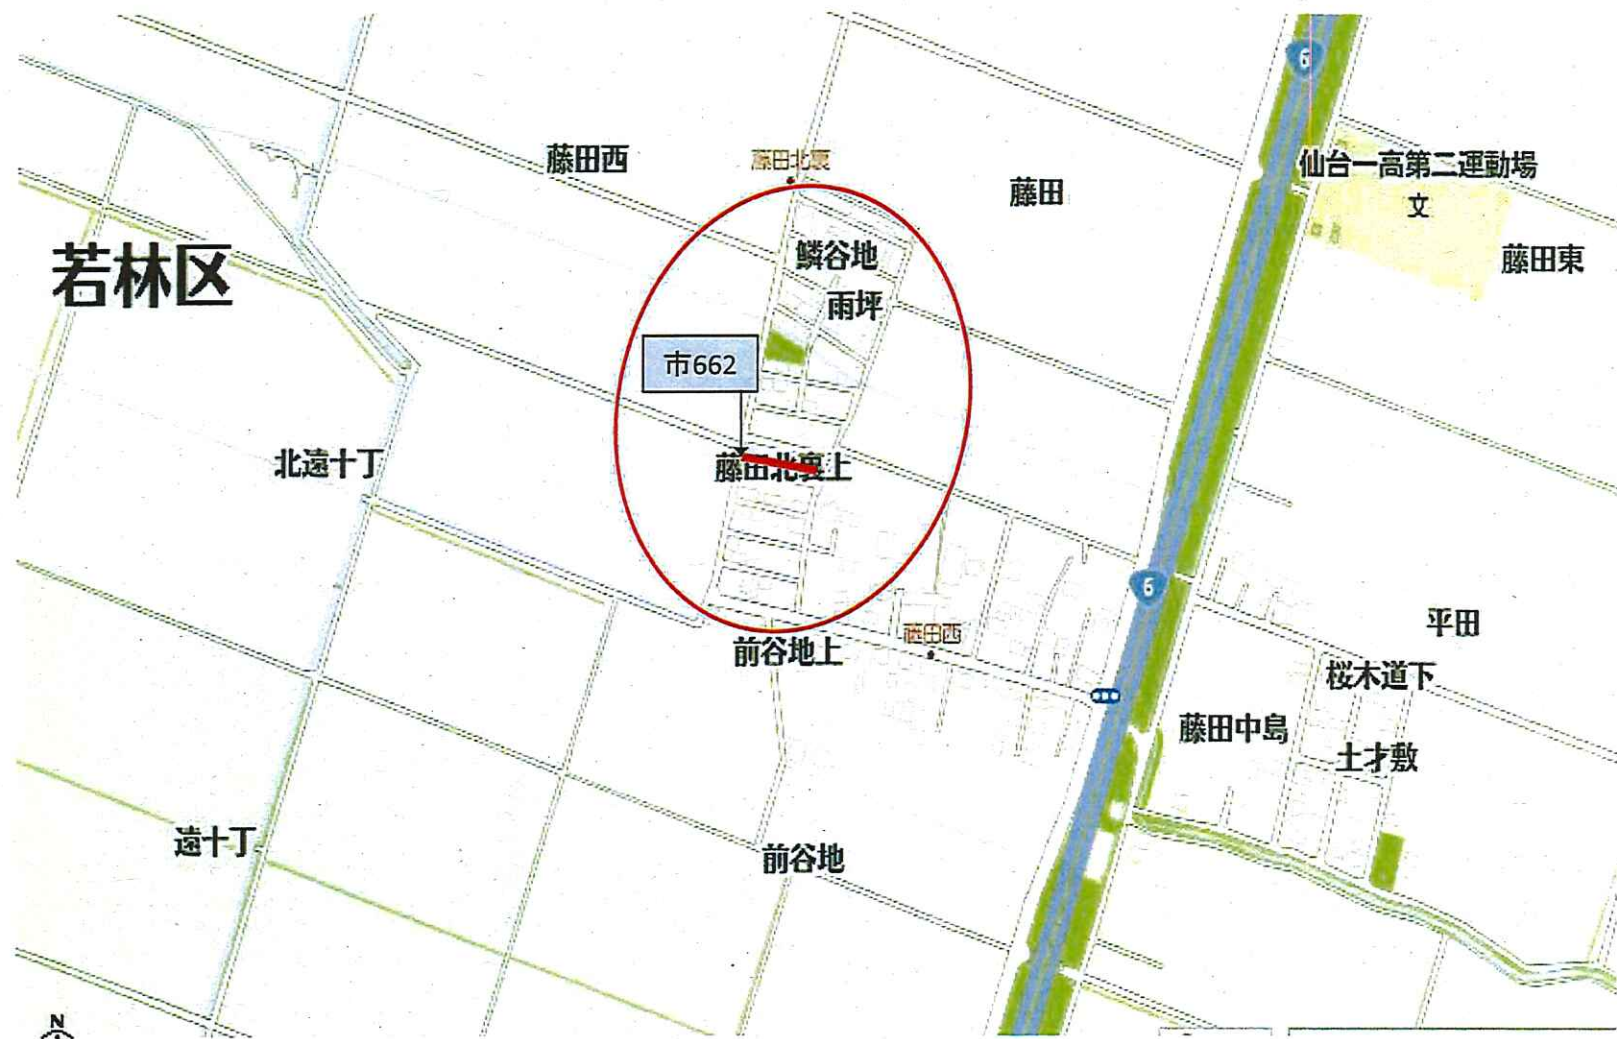 6
仙台一高第二運動場
文
藤田西
藤田北裏
藤田
藤田東
鱗谷地
若林区
雨坪
市662
北遠十丁
藤田北裏上
6
平田
藤田西
前谷地上
桜木道下
藤田中島
土才敷
遠十丁
前谷地
N